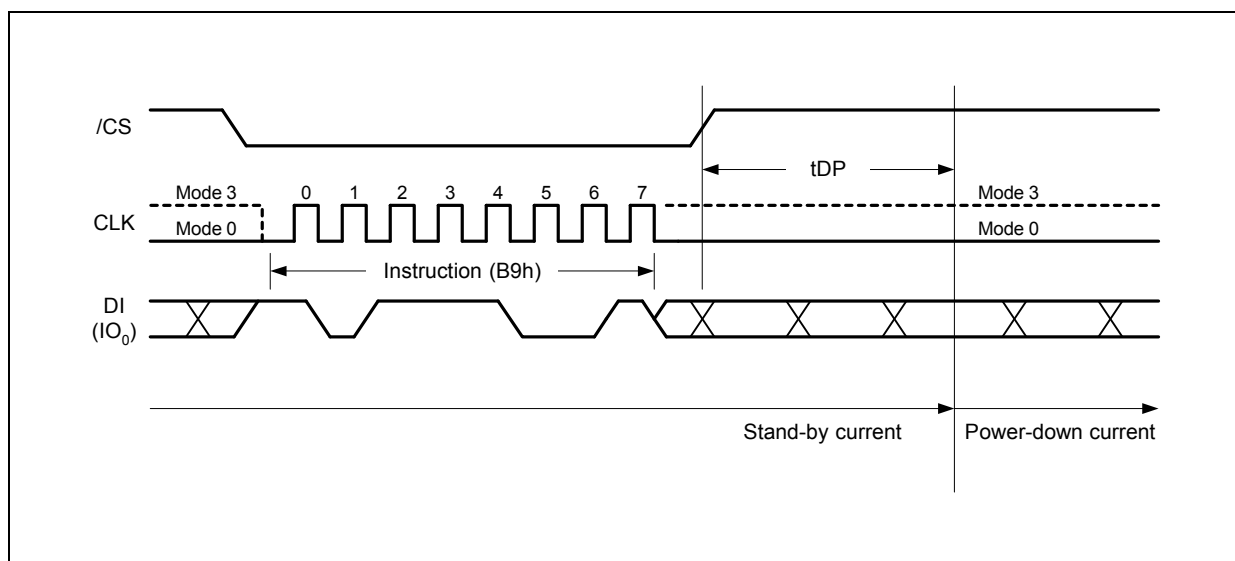 /CS
tDP
Mode 3 0 1 2 3 4 5 6 7 Mode 3
CLK
Mode 0 Mode 0
Instruction (B9h)
DI
(IO0)
Stand-by current Power-down current